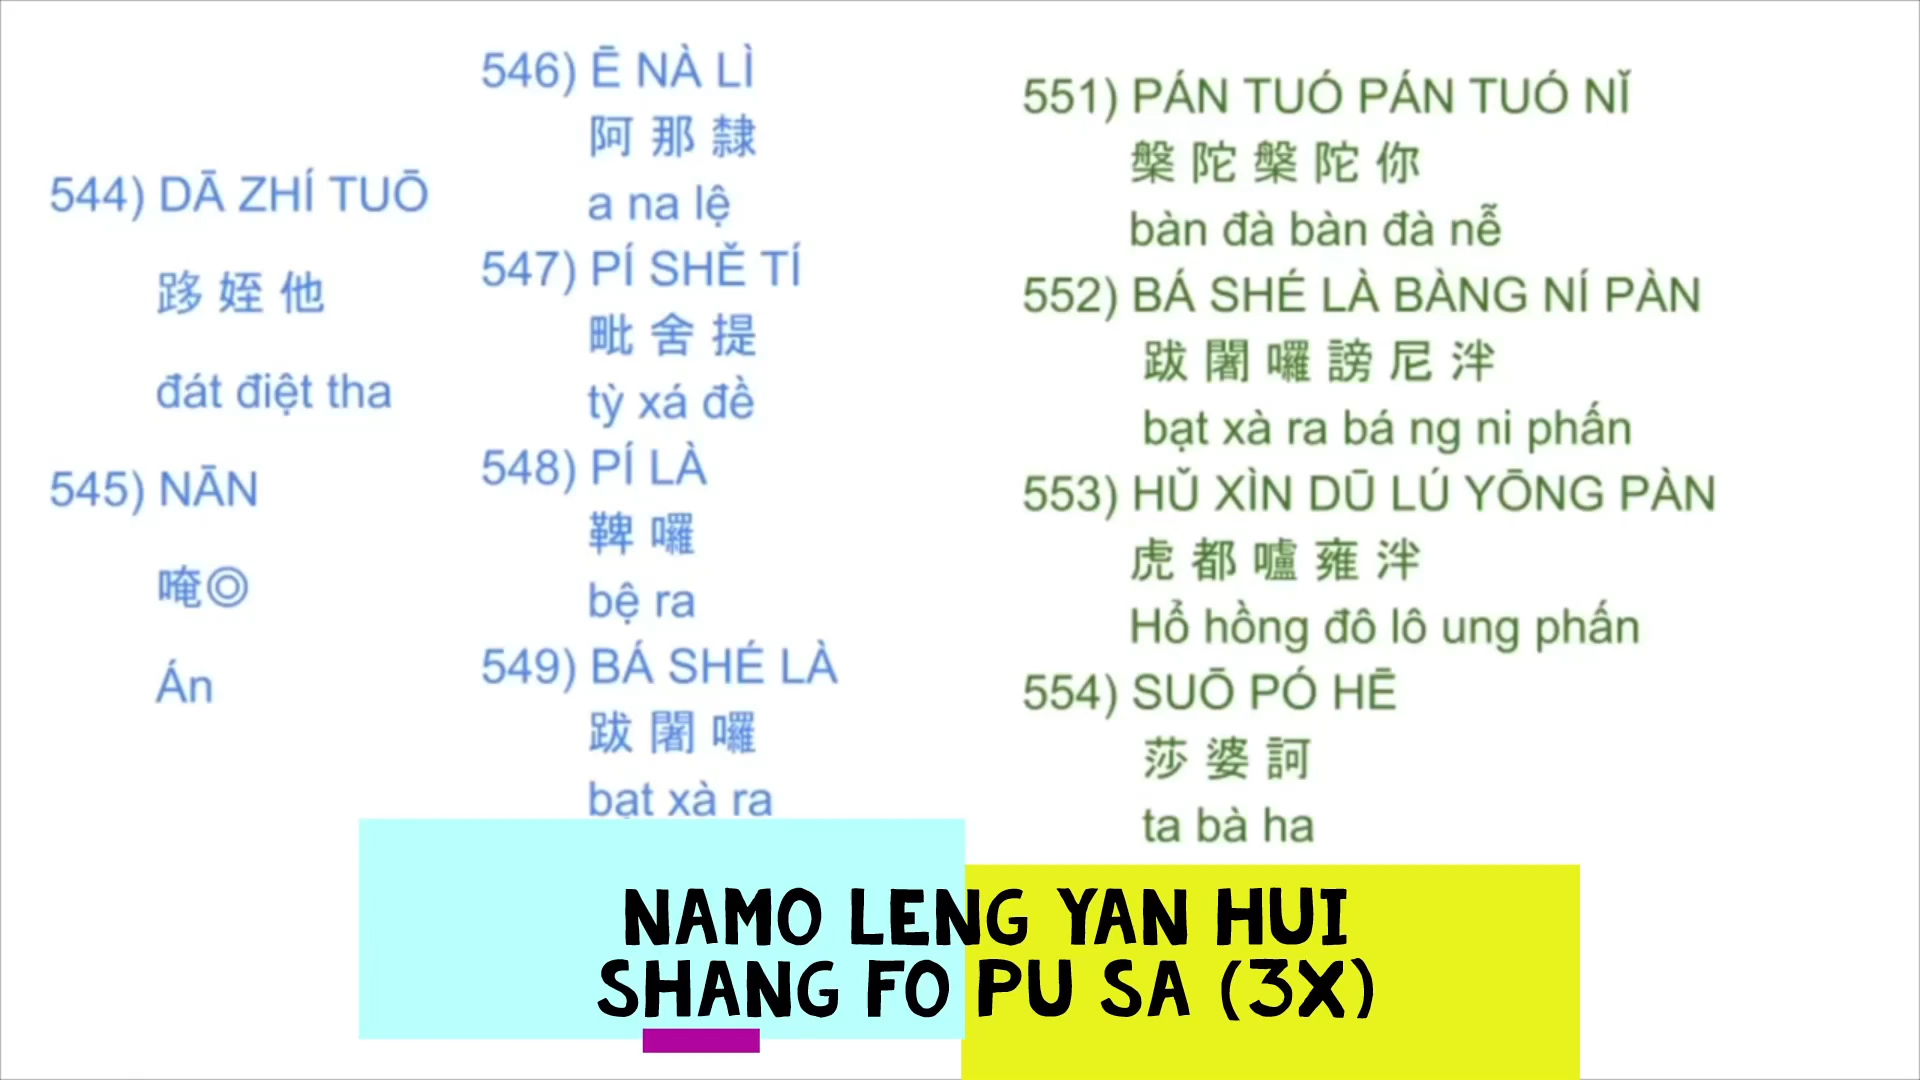 544) DĀ ZHÍ TUŌ
跢 姪 他
đát điệt tha
545) NĀN
唵◎
Án
546) Ē NÀ LÌ
阿 那 隸
a na lệ
547) PÍ SHĚ TÍ
毗 舍 提
tỳ xá đề
548) PÍ LÀ
鞞 囉
bệ ra
549) BÁ SHÉ LÀ
跋 闍 囉
bạt xà ra
551) PÁN TUÓ PÁN TUÓ NǏ
槃 陀 槃 陀 你
bàn đà bàn đà nễ
552) BÁ SHÉ LÀ BÀNG NÍ PÀN
跋 闍 囉 謗 尼 泮
bạt xà ra bá ng ni phấn
553) HǓ XÌN DŪ LÚ YŌNG PÀN
虎 都 嚧 雍 泮
Hổ hồng đô lô ung phấn
554) SUŌ PÓ HĒ
莎 婆 訶
ta bà ha
NAMO LENG YAN HUI
SHANG FO PU SA (3X)